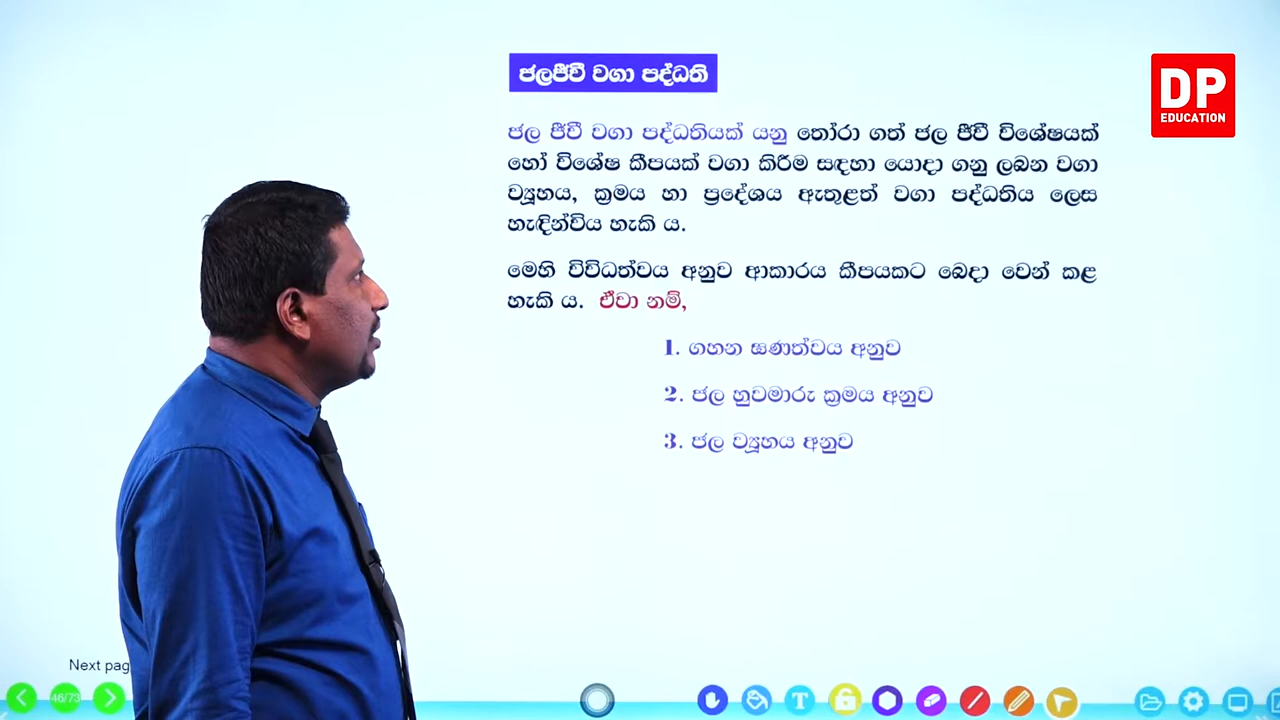 ජලජීවී වගා පද්ධති
DP
EDUCATION
ජල ජීවී වගා පද්ධතියක් යනු තෝරා ගත් ජල ජීවී විශේෂයක්
හෝ විශේෂ කීපයක් වගා කිරීම සඳහා යොදා ගනු ලබන වගා
ව්‍යූහය, ක්‍රමය හා ප්‍රදේශය ඇතුළත් වගා පද්ධතිය ලෙස
හැඳින්විය හැකි ය.
මෙහි විවිධත්වය අනුව ආකාරය කීපයකට බෙදා වෙන් කළ
හැකි ය. ඒවා නම්,
1. ගහන ඝණත්වය අනුව
2. ජල හුවමාරු ක්‍රමය අනුව
3. ජල ව්‍යූහය අනුව
Next pag
46/73
T